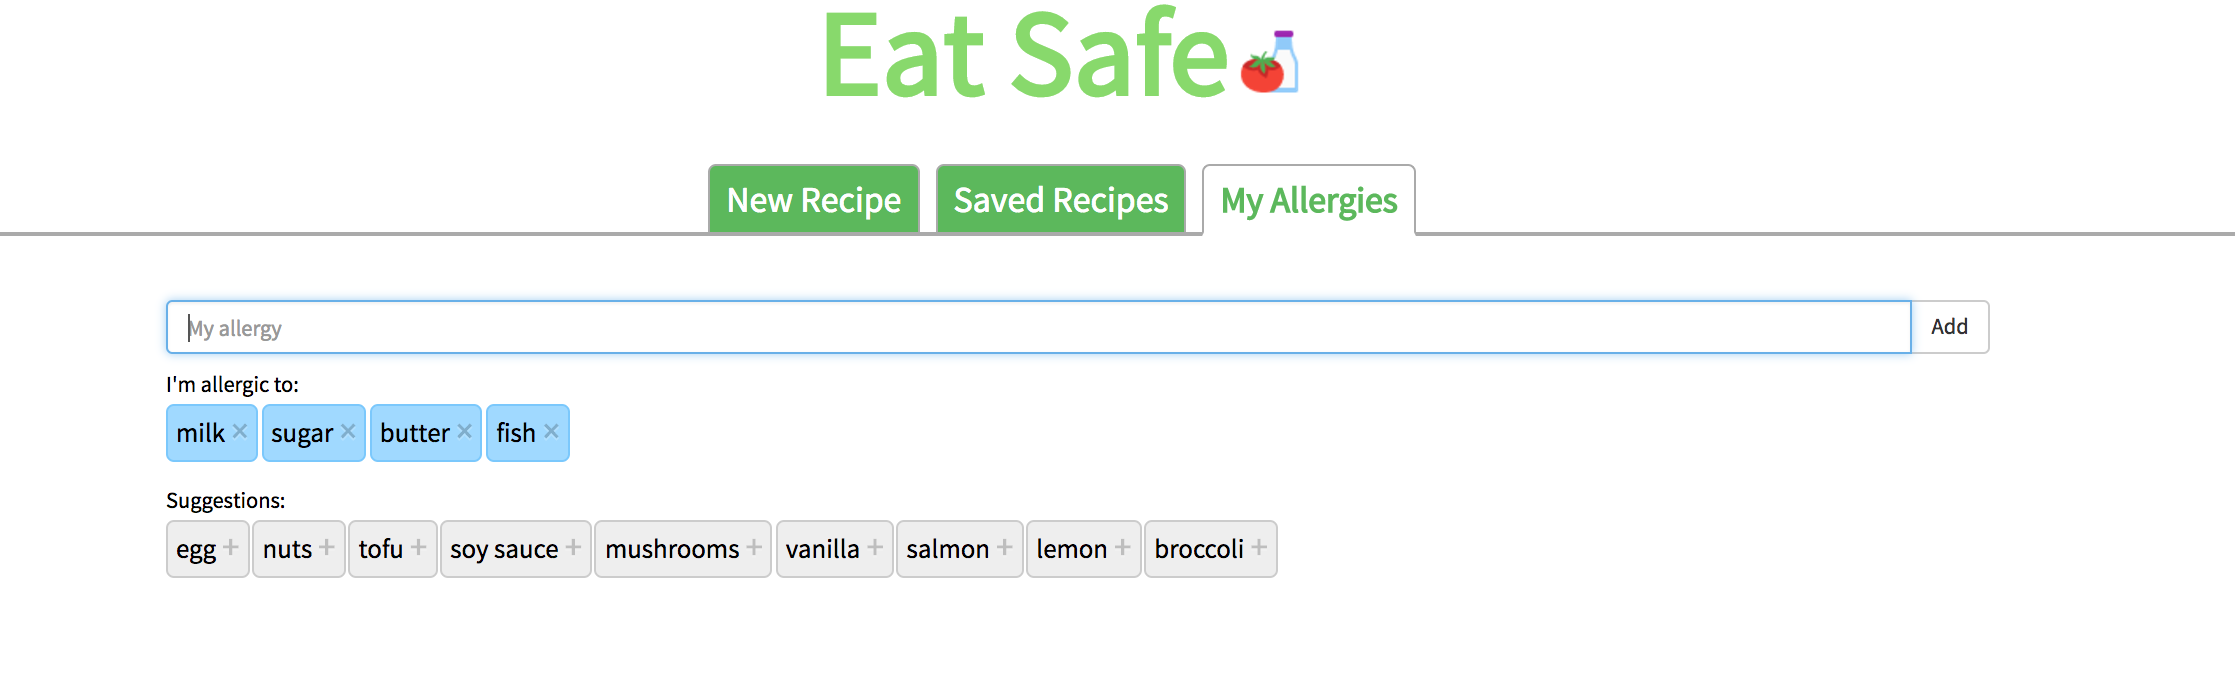 Eat Safe
New Recipe Saved Recipes My Allergies
My allergy Add
I'm allergic to:
milk × sugar × butter × fish ×
Suggestions:
egg + nuts + tofu + soy sauce + mushrooms + vanilla + salmon + lemon + broccoli +